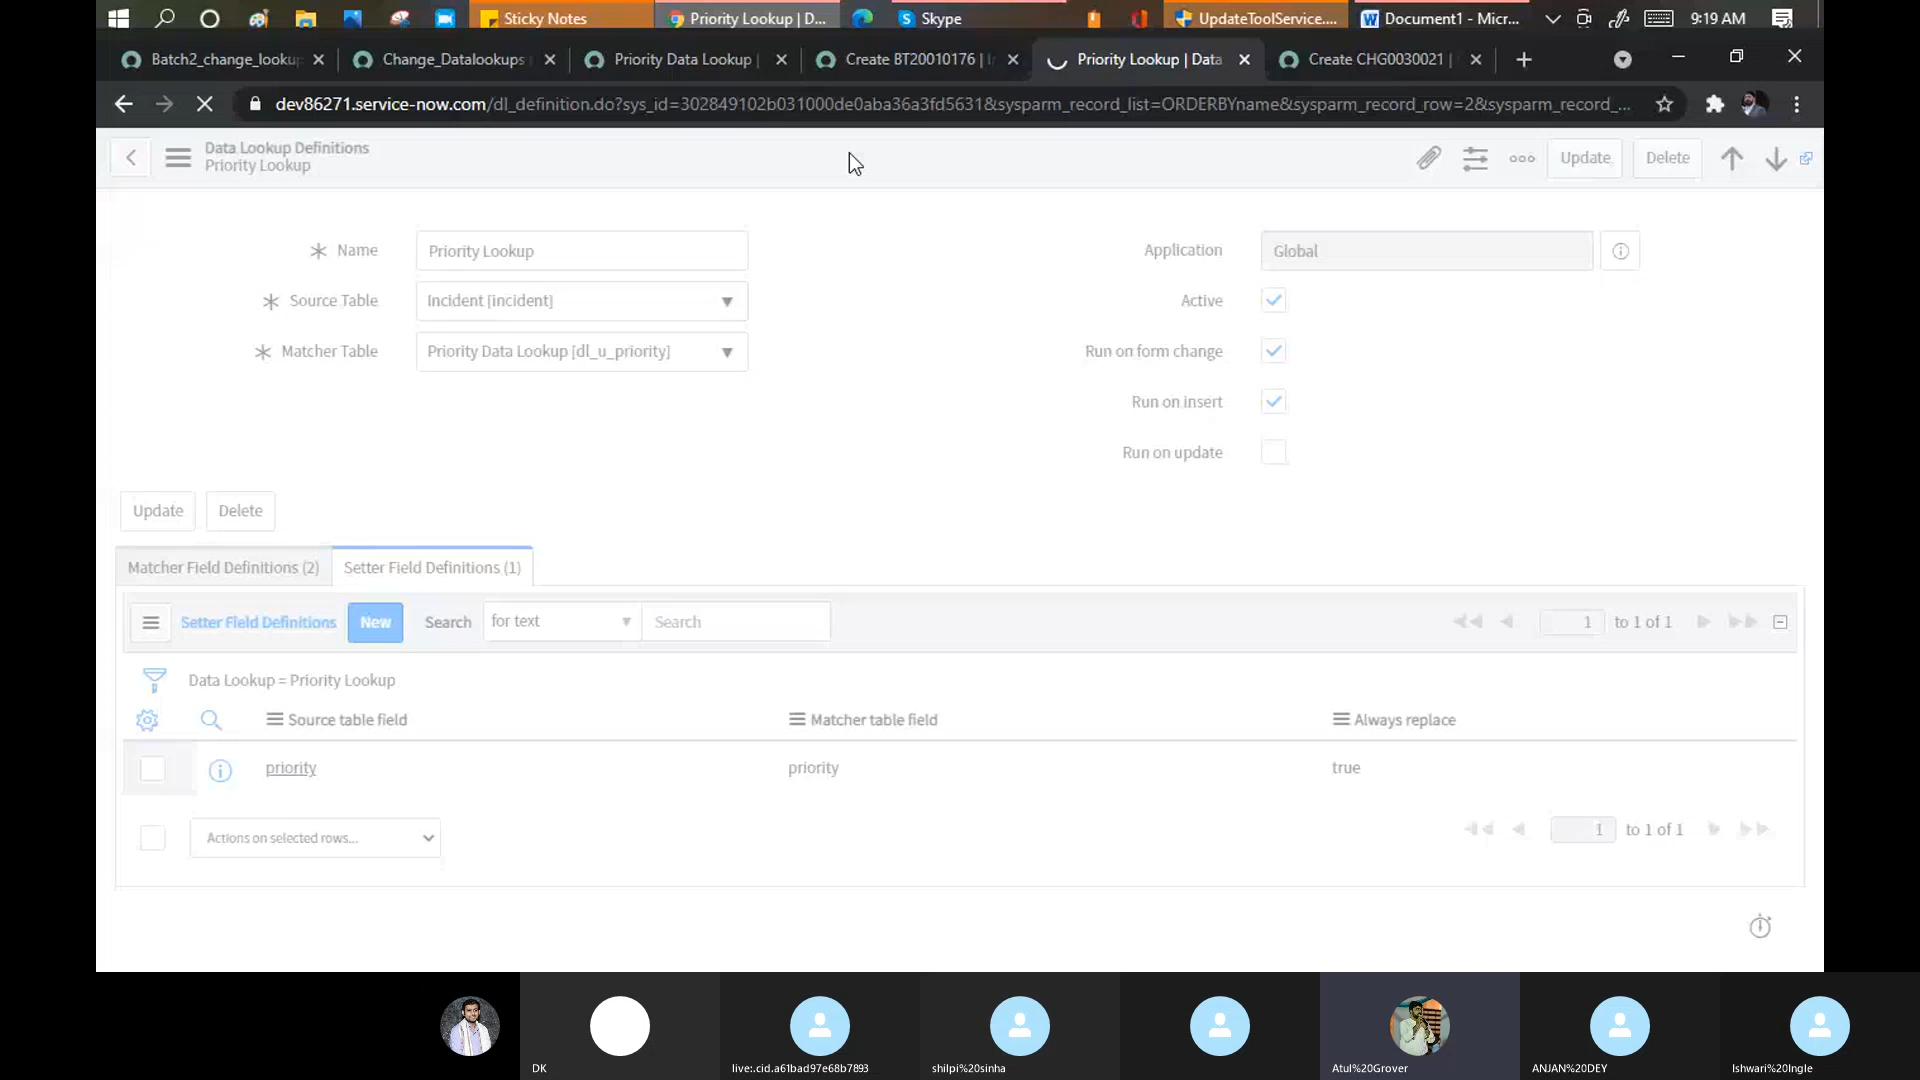 Sticky Notes
Priority Lookup | D...
Skype
UpdateToolService....
Document1 - Micr...
9:19 AM
Batch2_change_looku
Change_Datalookups
Priority Data Lookup |
Create BT20010176 | I
Priority Lookup | Data
Create CHG0030021 |
dev86271.service-now.com/dl_definition.do?sys_id=302849102b031000de0aba36a3fd5631&sysparm_record_list=ORDERBYname&sysparm_record_row=2&sysparm_record_...
Data Lookup Definitions
Priority Lookup
Update
Delete
Name
Priority Lookup
Application
Global
Source Table
Incident [incident]
Active
Matcher Table
Priority Data Lookup [dl_u_priority]
Run on form change
Run on insert
Run on update
Update
Delete
Matcher Field Definitions (2)
Setter Field Definitions (1)
Setter Field Definitions
New
Search
for text
Search
1
to 1 of 1
Data Lookup = Priority Lookup
Source table field
Matcher table field
Always replace
priority
priority
true
Actions on selected rows...
1
to 1 of 1
DK
live:.cid.a61bad97e68b7893
shilpi%20sinha
Atul%20Grover
ANJAN%20DEY
Ishwari%20Ingle